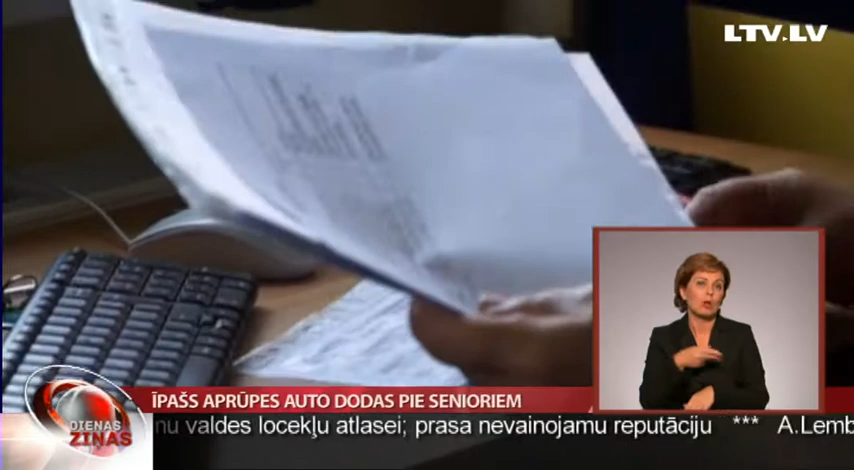 LTV.LV
ĪPAŠS APRŪPES AUTO DODAS PIE SENIORIEM
DIENAS
ZIŅAS
nu valdes locekļu atlasei; prasa nevainojamu reputāciju *** A.Lemb